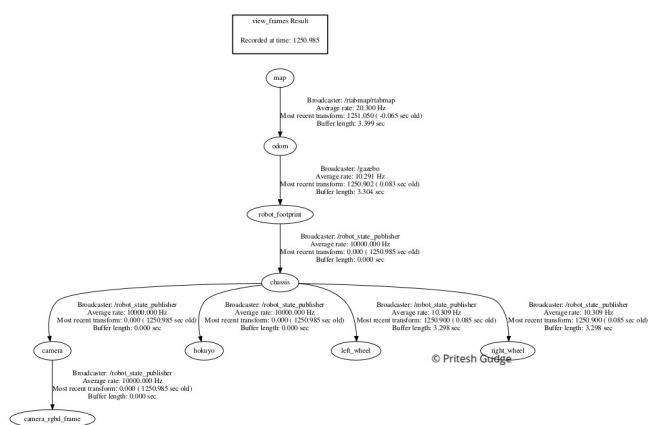 view_frames Result
Recorded at time: 1250.985
map
Broadcaster: /rtabmap/rtabmap
Average rate: 20.300 Hz
Most recent transform: 1251.050 ( -0.065 sec old)
Buffer length: 3.399 sec
odom
Broadcaster: /gazebo
Average rate: 10.291 Hz
Most recent transform: 1250.902 ( 0.083 sec old)
Buffer length: 3.304 sec
robot_footprint
Broadcaster: /robot_state_publisher
Average rate: 10000.000 Hz
Most recent transform: 0.000 ( 1250.985 sec old)
Buffer length: 0.000 sec
chassis
Broadcaster: /robot_state_publisher
Average rate: 10000.000 Hz
Most recent transform: 0.000 ( 1250.985 sec old)
Buffer length: 0.000 sec
Broadcaster: /robot_state_publisher
Average rate: 10000.000 Hz
Most recent transform: 0.000 ( 1250.985 sec old)
Buffer length: 0.000 sec
Broadcaster: /robot_state_publisher
Average rate: 10.309 Hz
Most recent transform: 1250.900 ( 0.085 sec old)
Buffer length: 3.298 sec
Broadcaster: /robot_state_publisher
Average rate: 10.309 Hz
Most recent transform: 1250.900 ( 0.085 sec old)
Buffer length: 3.298 sec
camera
hokuyo
left_wheel
right_wheel
© Pritesh Gudge
Broadcaster: /robot_state_publisher
Average rate: 10000.000 Hz
Most recent transform: 0.000 ( 1250.985 sec old)
Buffer length: 0.000 sec
camera_rgbd_frame